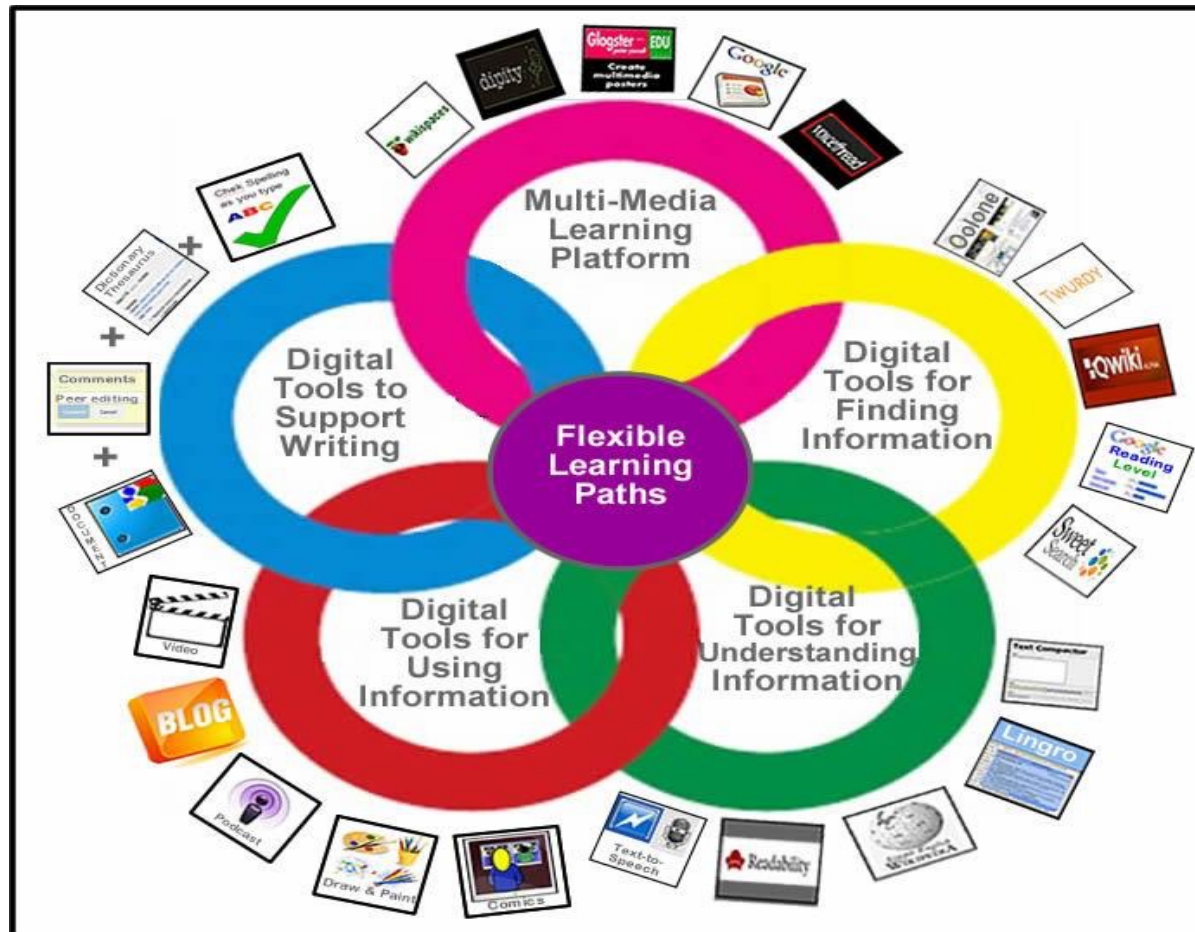 dipity
Glogster
EDU
Create
multimedia
posters
Google
wikispaces
voicethread
Chek Spelling
as you type
ABC
Multi-Media
Learning
Platform
Oolone
Dictionary
Thesaurus
+
TWURDY
+
Comments
Peer editing
Digital
Tools to
Support
Writing
Digital
Tools for
Finding
Information
Qwiki
Flexible
Learning
Paths
Google
Reading
Level
+
DOCUMENT
Sweet
Search
Digital
Tools for
Using
Information
Digital
Tools for
Understanding
Information
Video
Text Compactor
BLOG
Lingro
Podcast
Draw & Paint
Comics
Text-to-
Speech
Readability
WIKIPEDIA